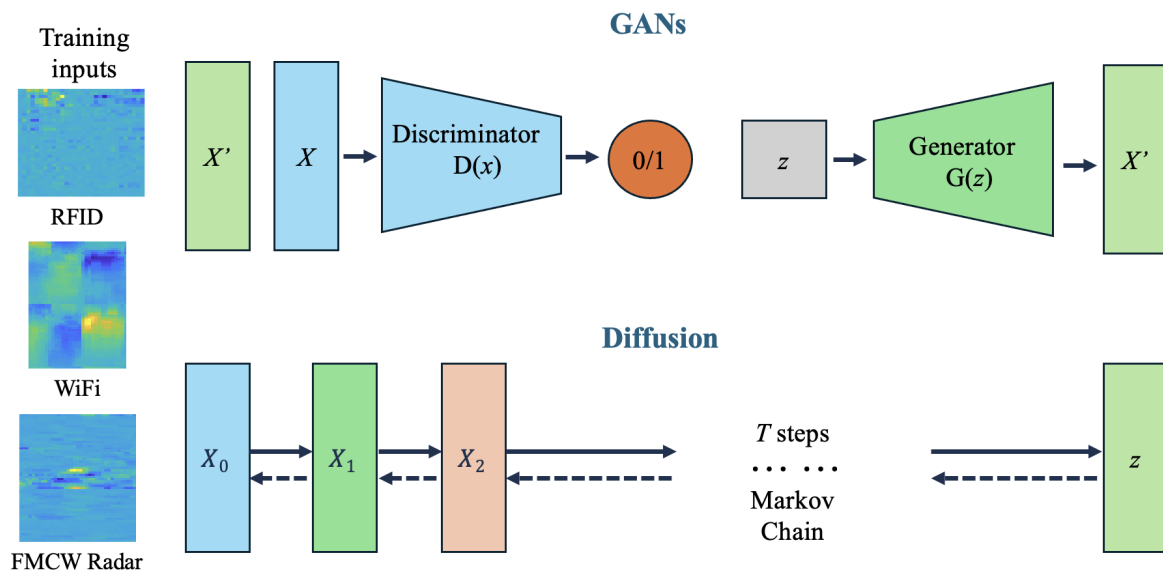 GANs
Training
inputs
RFID
WiFi
FMCW Radar
X'
X
Discriminator
D(x)
0/1
z
Generator
G(z)
X'
Diffusion
X₀
X₁
X₂
T steps
... ...
Markov
Chain
z